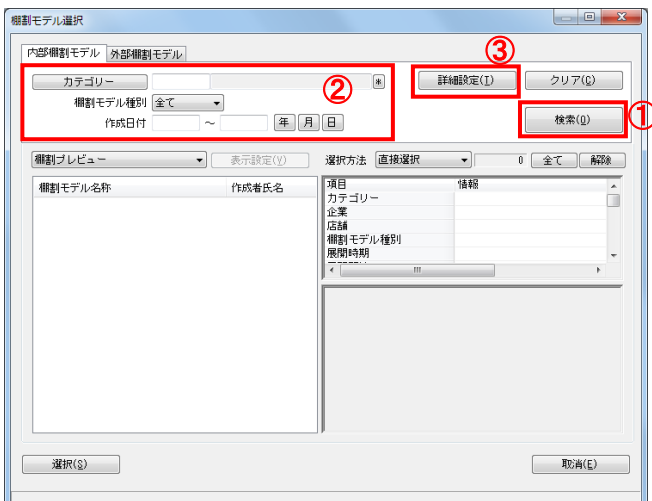 棚割モデル選択
内部棚割モデル 外部棚割モデル
③
カテゴリー * ② 詳細設定(I) クリア(C)
棚割モデル種別 全て
①
作成日付 ～ 年 月 日 検索(Q)
棚割プレビュー 表示設定(V) 選択方法 直接選択 0 全て 解除
棚割モデル名称 作成者氏名 項目 情報
カテゴリー
企業
店舗
棚割モデル種別
展開時期
選択(S) 取消(E)